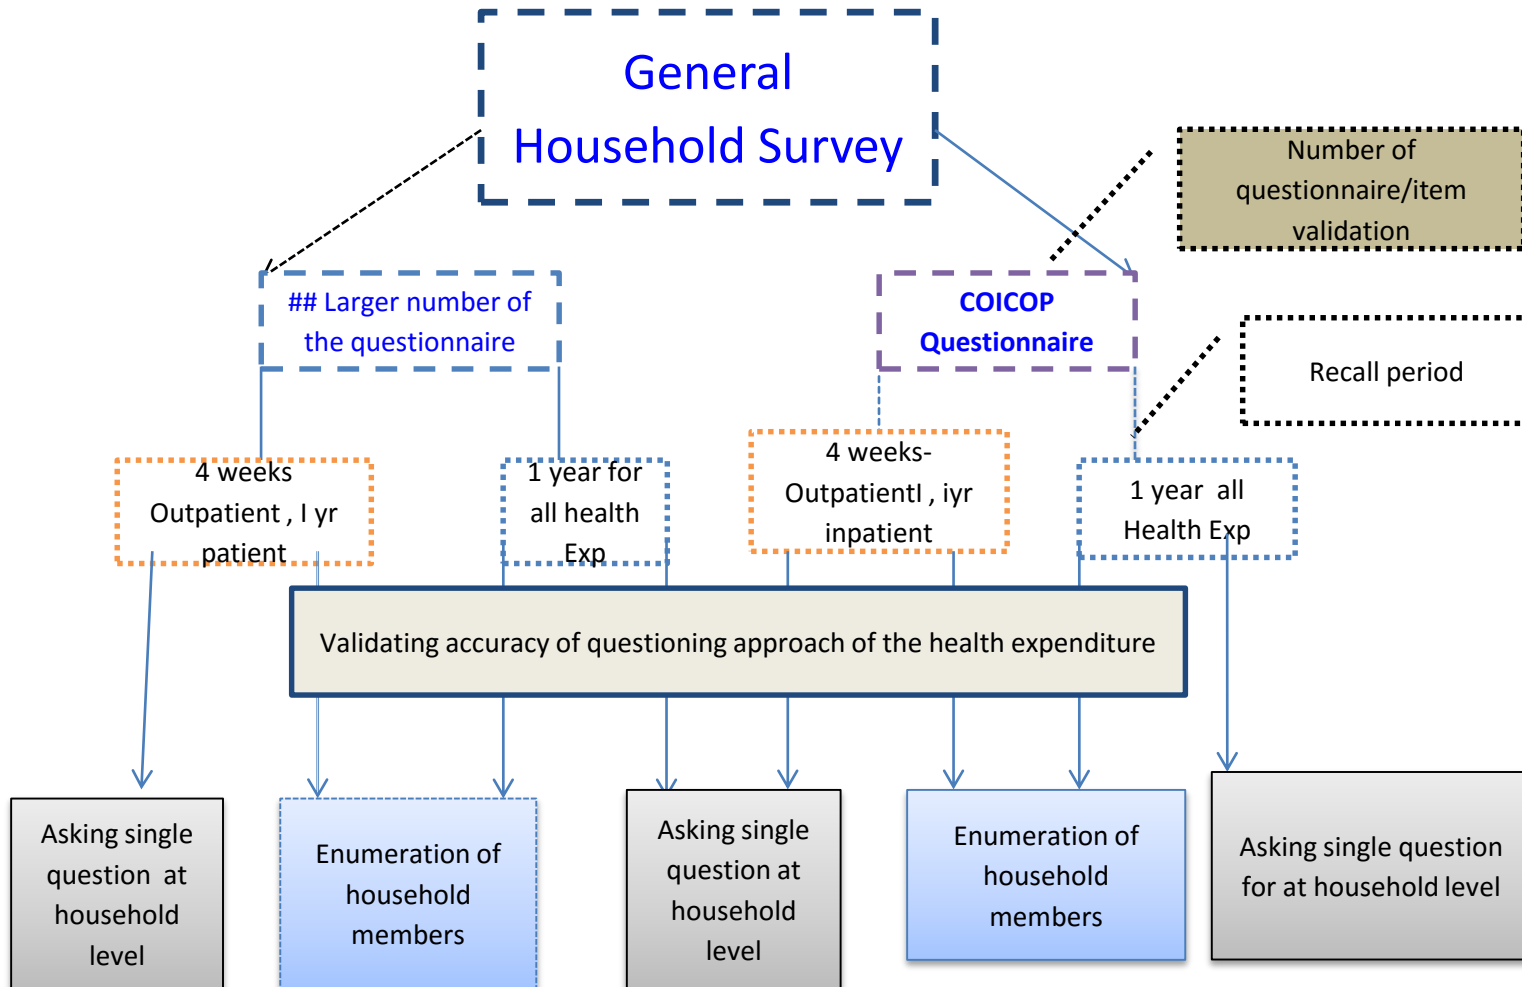 General
Household Survey
Number of
questionnaire/item
validation
## Larger number of
the questionnaire
COICOP
Questionnaire
Recall period
4 weeks
Outpatient , I yr
patient
1 year for
all health
Exp
4 weeks-
OutpatientI , iyr
inpatient
1 year  all
Health Exp
Validating accuracy of questioning approach of the health expenditure
Asking single
question  at
household
level
Enumeration of
household
members
Asking single
question at
household
level
Enumeration of
household
members
Asking single question
for at household level